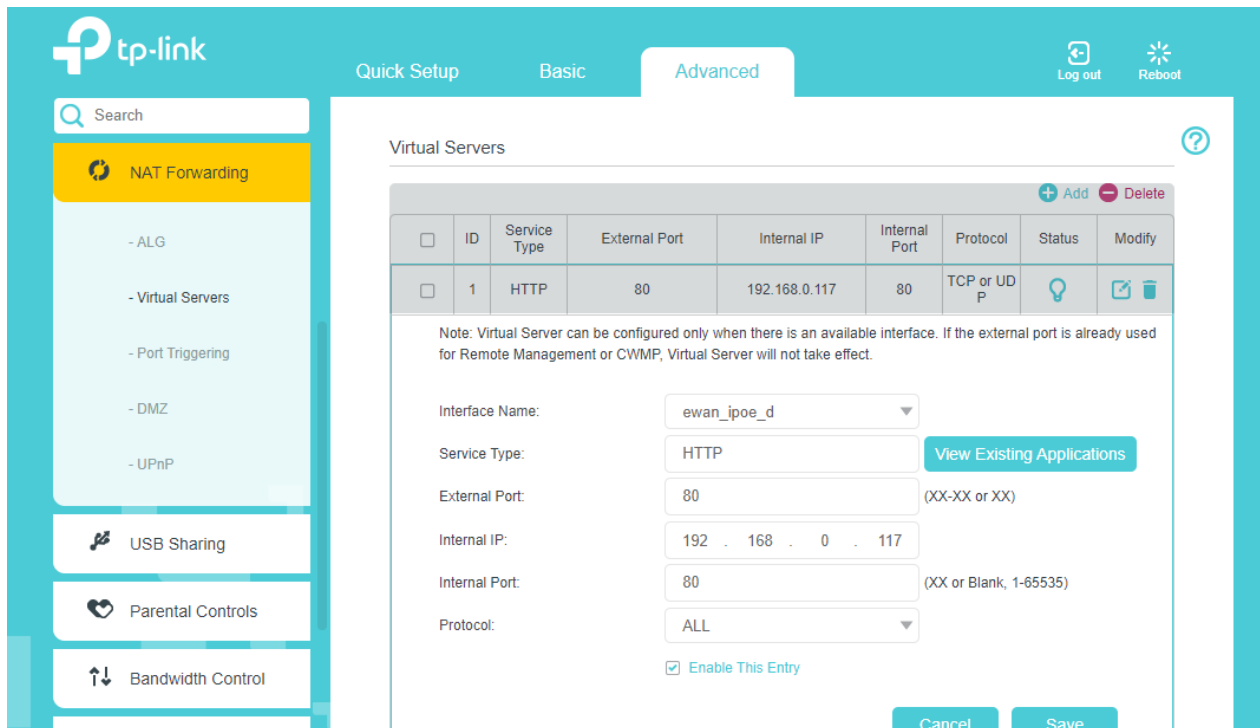 tp-link
Quick Setup Basic Advanced Log out Reboot
Search
NAT Forwarding
- ALG
- Virtual Servers
- Port Triggering
- DMZ
- UPnP
USB Sharing
Parental Controls
Bandwidth Control
Virtual Servers
Add Delete
ID Service Type External Port Internal IP Internal Port Protocol Status Modify
1 HTTP 80 192.168.0.117 80 TCP or UD P
Note: Virtual Server can be configured only when there is an available interface. If the external port is already used
for Remote Management or CWMP, Virtual Server will not take effect.
Interface Name: ewan_ipoe_d
Service Type: HTTP View Existing Applications
External Port: 80 (XX-XX or XX)
Internal IP: 192 . 168 . 0 . 117
Internal Port: 80 (XX or Blank, 1-65535)
Protocol: ALL
Enable This Entry
Cancel Save